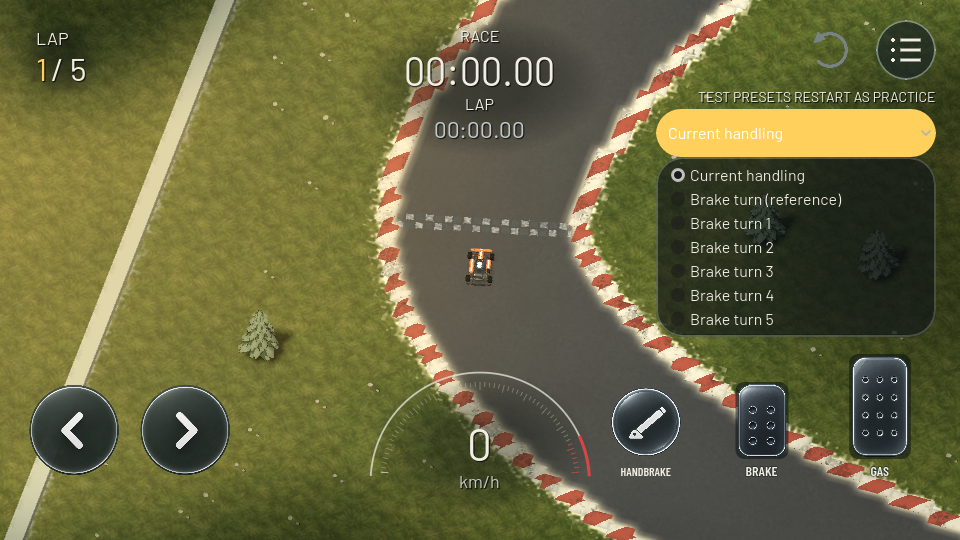 LAP
1/ 5
RACE
00:00.00
LAP
00:00.00
TEST PRESETS RESTART AS PRACTICE
Current handling
Current handling
Brake turn (reference)
Brake turn 1
Brake turn 2
Brake turn 3
Brake turn 4
Brake turn 5
0
km/h
HANDBRAKE
BRAKE
GAS